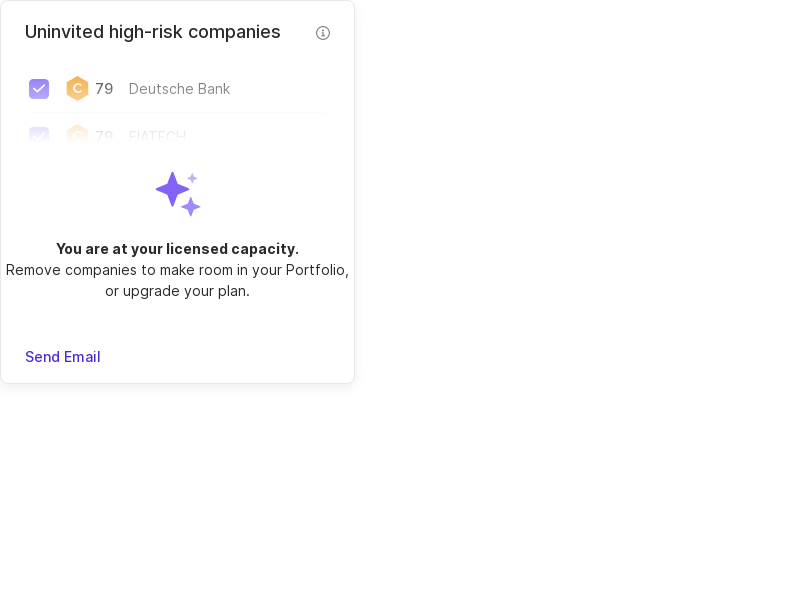 Uninvited high-risk companies
C 79 Deutsche Bank
C 79 FIATECH
You are at your licensed capacity.
Remove companies to make room in your Portfolio,
or upgrade your plan.
Send Email